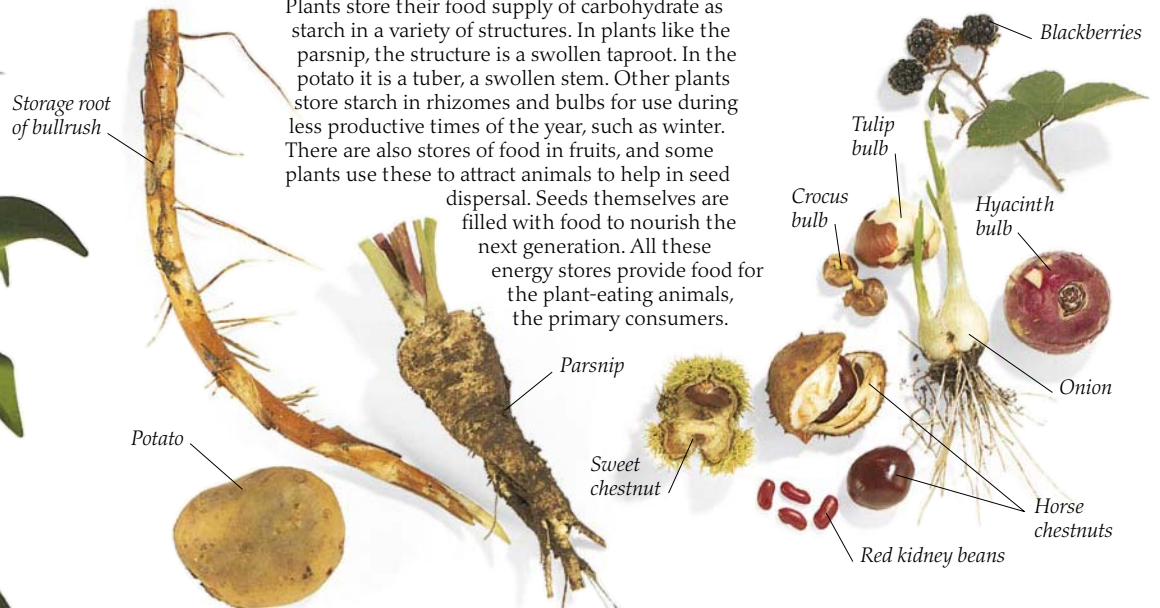 Plants store their food supply of carbohydrate as
starch in a variety of structures. In plants like the
parsnip, the structure is a swollen taproot. In the
potato it is a tuber, a swollen stem. Other plants
store starch in rhizomes and bulbs for use during
less productive times of the year, such as winter.
There are also stores of food in fruits, and some
plants use these to attract animals to help in seed
dispersal. Seeds themselves are
filled with food to nourish the
next generation. All these
energy stores provide food for
the plant-eating animals,
the primary consumers.
Storage root
of bullrush
Potato
Parsnip
Sweet
chestnut
Crocus
bulb
Tulip
bulb
Blackberries
Hyacinth
bulb
Onion
Horse
chestnuts
Red kidney beans